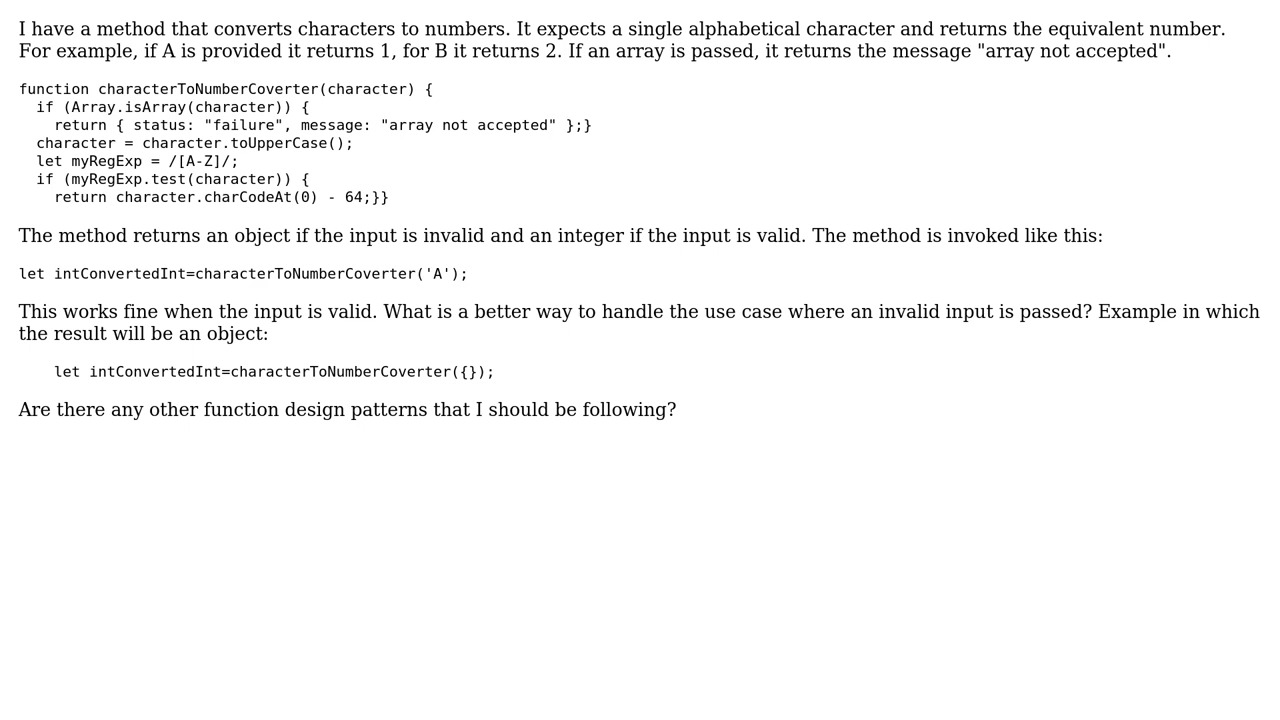 I have a method that converts characters to numbers. It expects a single alphabetical character and returns the equivalent number.
For example, if A is provided it returns 1, for B it returns 2. If an array is passed, it returns the message "array not accepted".
function characterToNumberCoverter(character) {
  if (Array.isArray(character)) {
    return { status: "failure", message: "array not accepted" };}
  character = character.toUpperCase();
  let myRegExp = /[A-Z]/;
  if (myRegExp.test(character)) {
    return character.charCodeAt(0) - 64;}}
The method returns an object if the input is invalid and an integer if the input is valid. The method is invoked like this:
let intConvertedInt=characterToNumberCoverter('A');
This works fine when the input is valid. What is a better way to handle the use case where an invalid input is passed? Example in which
the result will be an object:
    let intConvertedInt=characterToNumberCoverter({});
Are there any other function design patterns that I should be following?